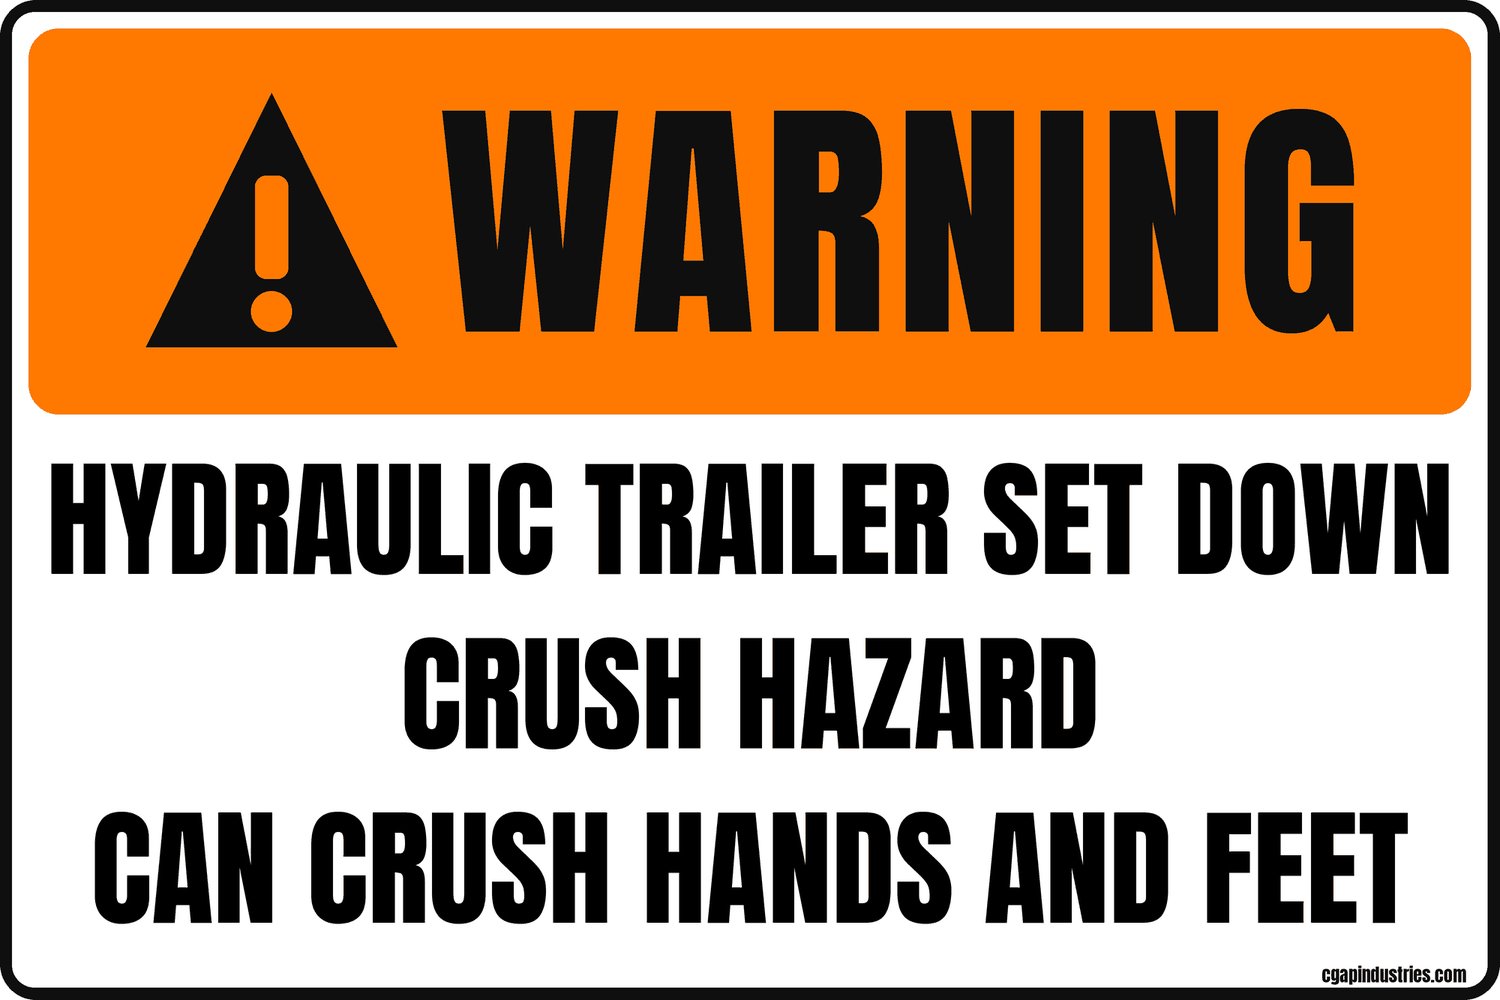 WARNING
HYDRAULIC TRAILER SET DOWN
CRUSH HAZARD
CAN CRUSH HANDS AND FEET
cgapindustries.com